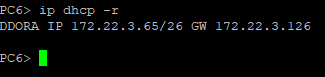 PC6> ip dhcp -r
DDORA IP 172.22.3.65/26 GW 172.22.3.126
PC6>